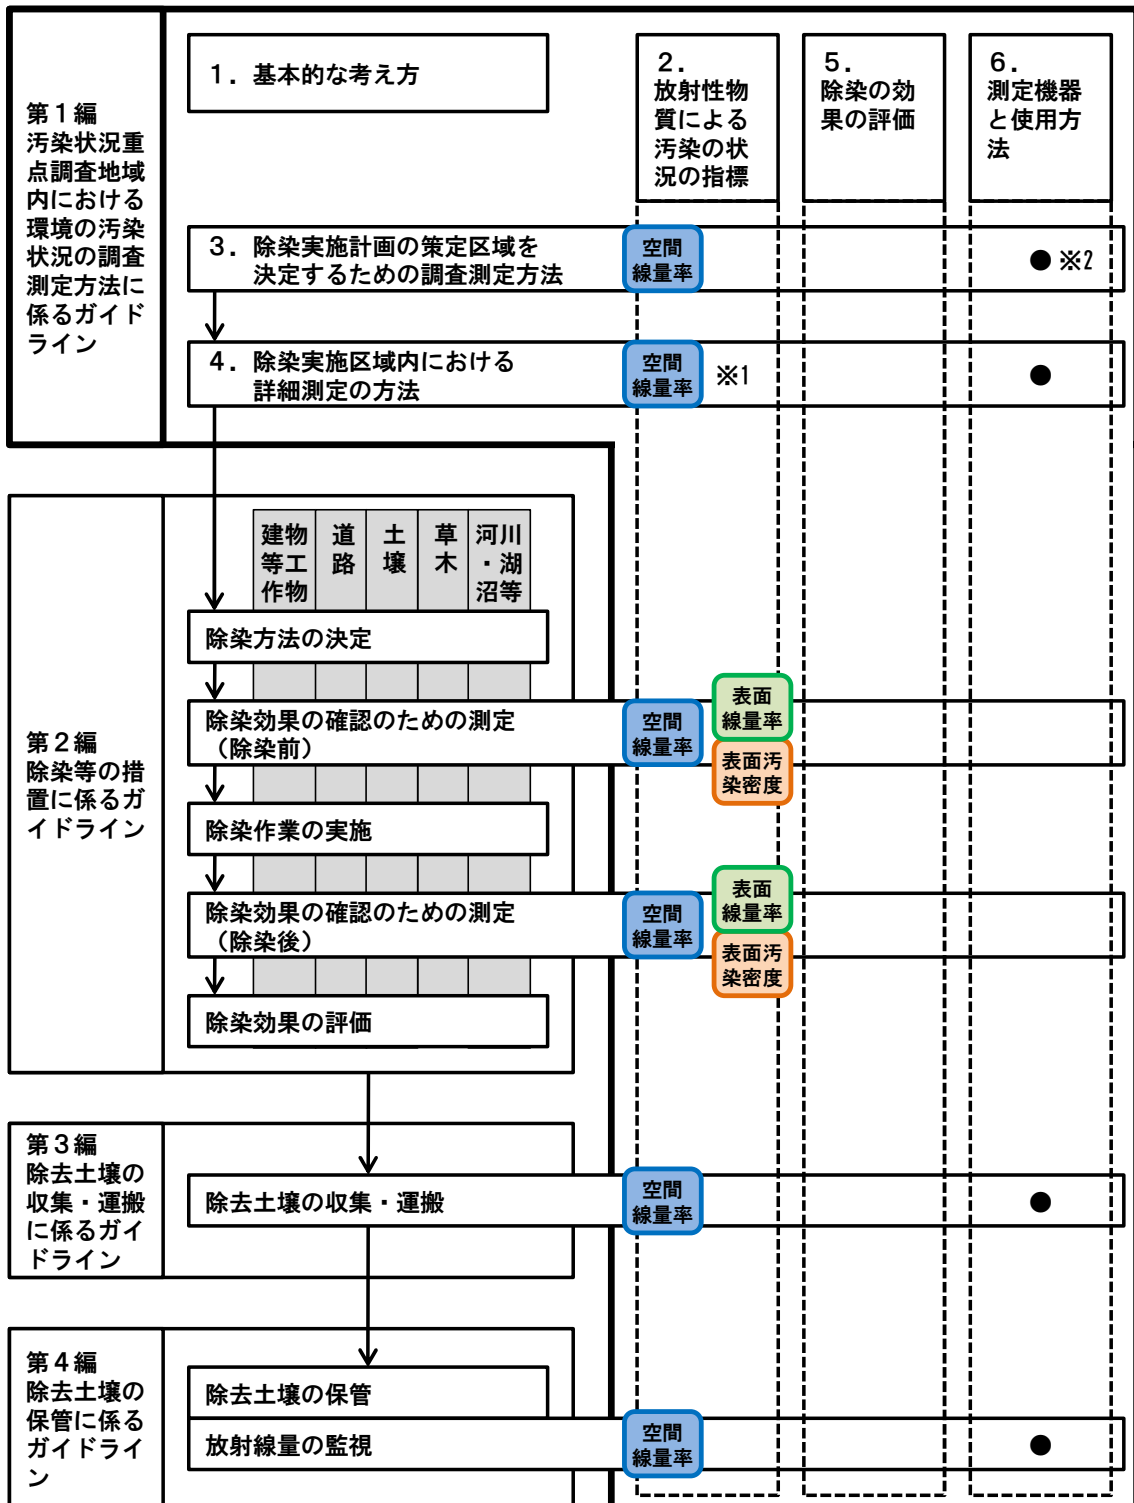 第１編
汚染状況重
点調査地域
内における
環境の汚染
状況の調査
測定方法に
係るガイド
ライン
１．基本的な考え方
２．
放射性物
質による
汚染の状
況の指標
５．
除染の効
果の評価
６．
測定機器
と使用方
法
３．除染実施計画の策定区域を
決定するための調査測定方法
空間
線量率
●※2
４．除染実施区域内における
詳細測定の方法
空間
線量率
※1
●
第２編
除染等の措
置に係るガ
イドライン
建物
等工
作物
道
路
土
壌
草
木
河川
・湖
沼等
除染方法の決定
除染効果の確認のための測定
（除染前）
空間
線量率
表面
線量率
表面汚
染密度
除染作業の実施
除染効果の確認のための測定
（除染後）
空間
線量率
表面
線量率
表面汚
染密度
除染効果の評価
第３編
除去土壌の
収集・運搬
に係るガイ
ドライン
除去土壌の収集・運搬
空間
線量率
●
第４編
除去土壌の
保管に係る
ガイドライ
ン
除去土壌の保管
放射線量の監視
空間
線量率
●